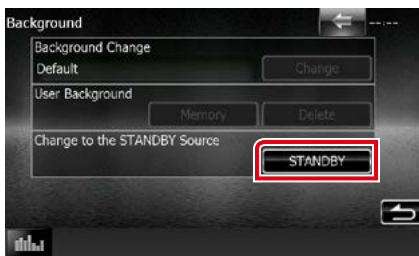 Background
--:--
Background Change
Default
Change
User Background
Memory
Delete
Change to the STANDBY Source
STANDBY